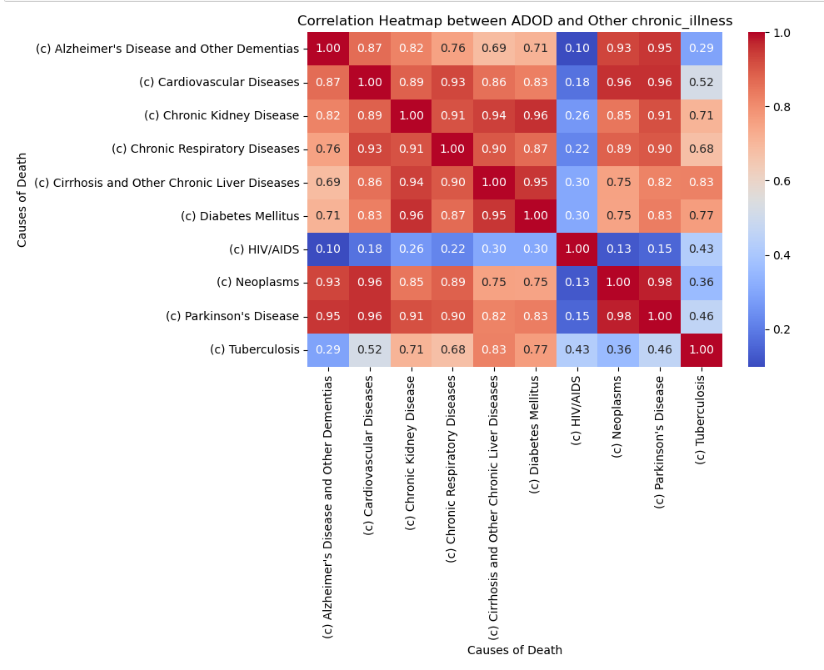 Correlation Heatmap between ADOD and Other chronic_illness
(c) Alzheimer's Disease and Other Dementias 1.00 0.87 0.82 0.76 0.69 0.71 0.10 0.93 0.95 0.29
(c) Cardiovascular Diseases 0.87 1.00 0.89 0.93 0.86 0.83 0.18 0.96 0.96 0.52
(c) Chronic Kidney Disease 0.82 0.89 1.00 0.91 0.94 0.96 0.26 0.85 0.91 0.71
(c) Chronic Respiratory Diseases 0.76 0.93 0.91 1.00 0.90 0.87 0.22 0.89 0.90 0.68
(c) Cirrhosis and Other Chronic Liver Diseases 0.69 0.86 0.94 0.90 1.00 0.95 0.30 0.75 0.82 0.83
(c) Diabetes Mellitus 0.71 0.83 0.96 0.87 0.95 1.00 0.30 0.75 0.83 0.77
(c) HIV/AIDS 0.10 0.18 0.26 0.22 0.30 0.30 1.00 0.13 0.15 0.43
(c) Neoplasms 0.93 0.96 0.85 0.89 0.75 0.75 0.13 1.00 0.98 0.36
(c) Parkinson's Disease 0.95 0.96 0.91 0.90 0.82 0.83 0.15 0.98 1.00 0.46
(c) Tuberculosis 0.29 0.52 0.71 0.68 0.83 0.77 0.43 0.36 0.46 1.00
Causes of Death
(c) Alzheimer's Disease and Other Dementias
(c) Cardiovascular Diseases
(c) Chronic Kidney Disease
(c) Chronic Respiratory Diseases
(c) Cirrhosis and Other Chronic Liver Diseases
(c) Diabetes Mellitus
(c) HIV/AIDS
(c) Neoplasms
(c) Parkinson's Disease
(c) Tuberculosis
Causes of Death
1.0
0.8
0.6
0.4
0.2